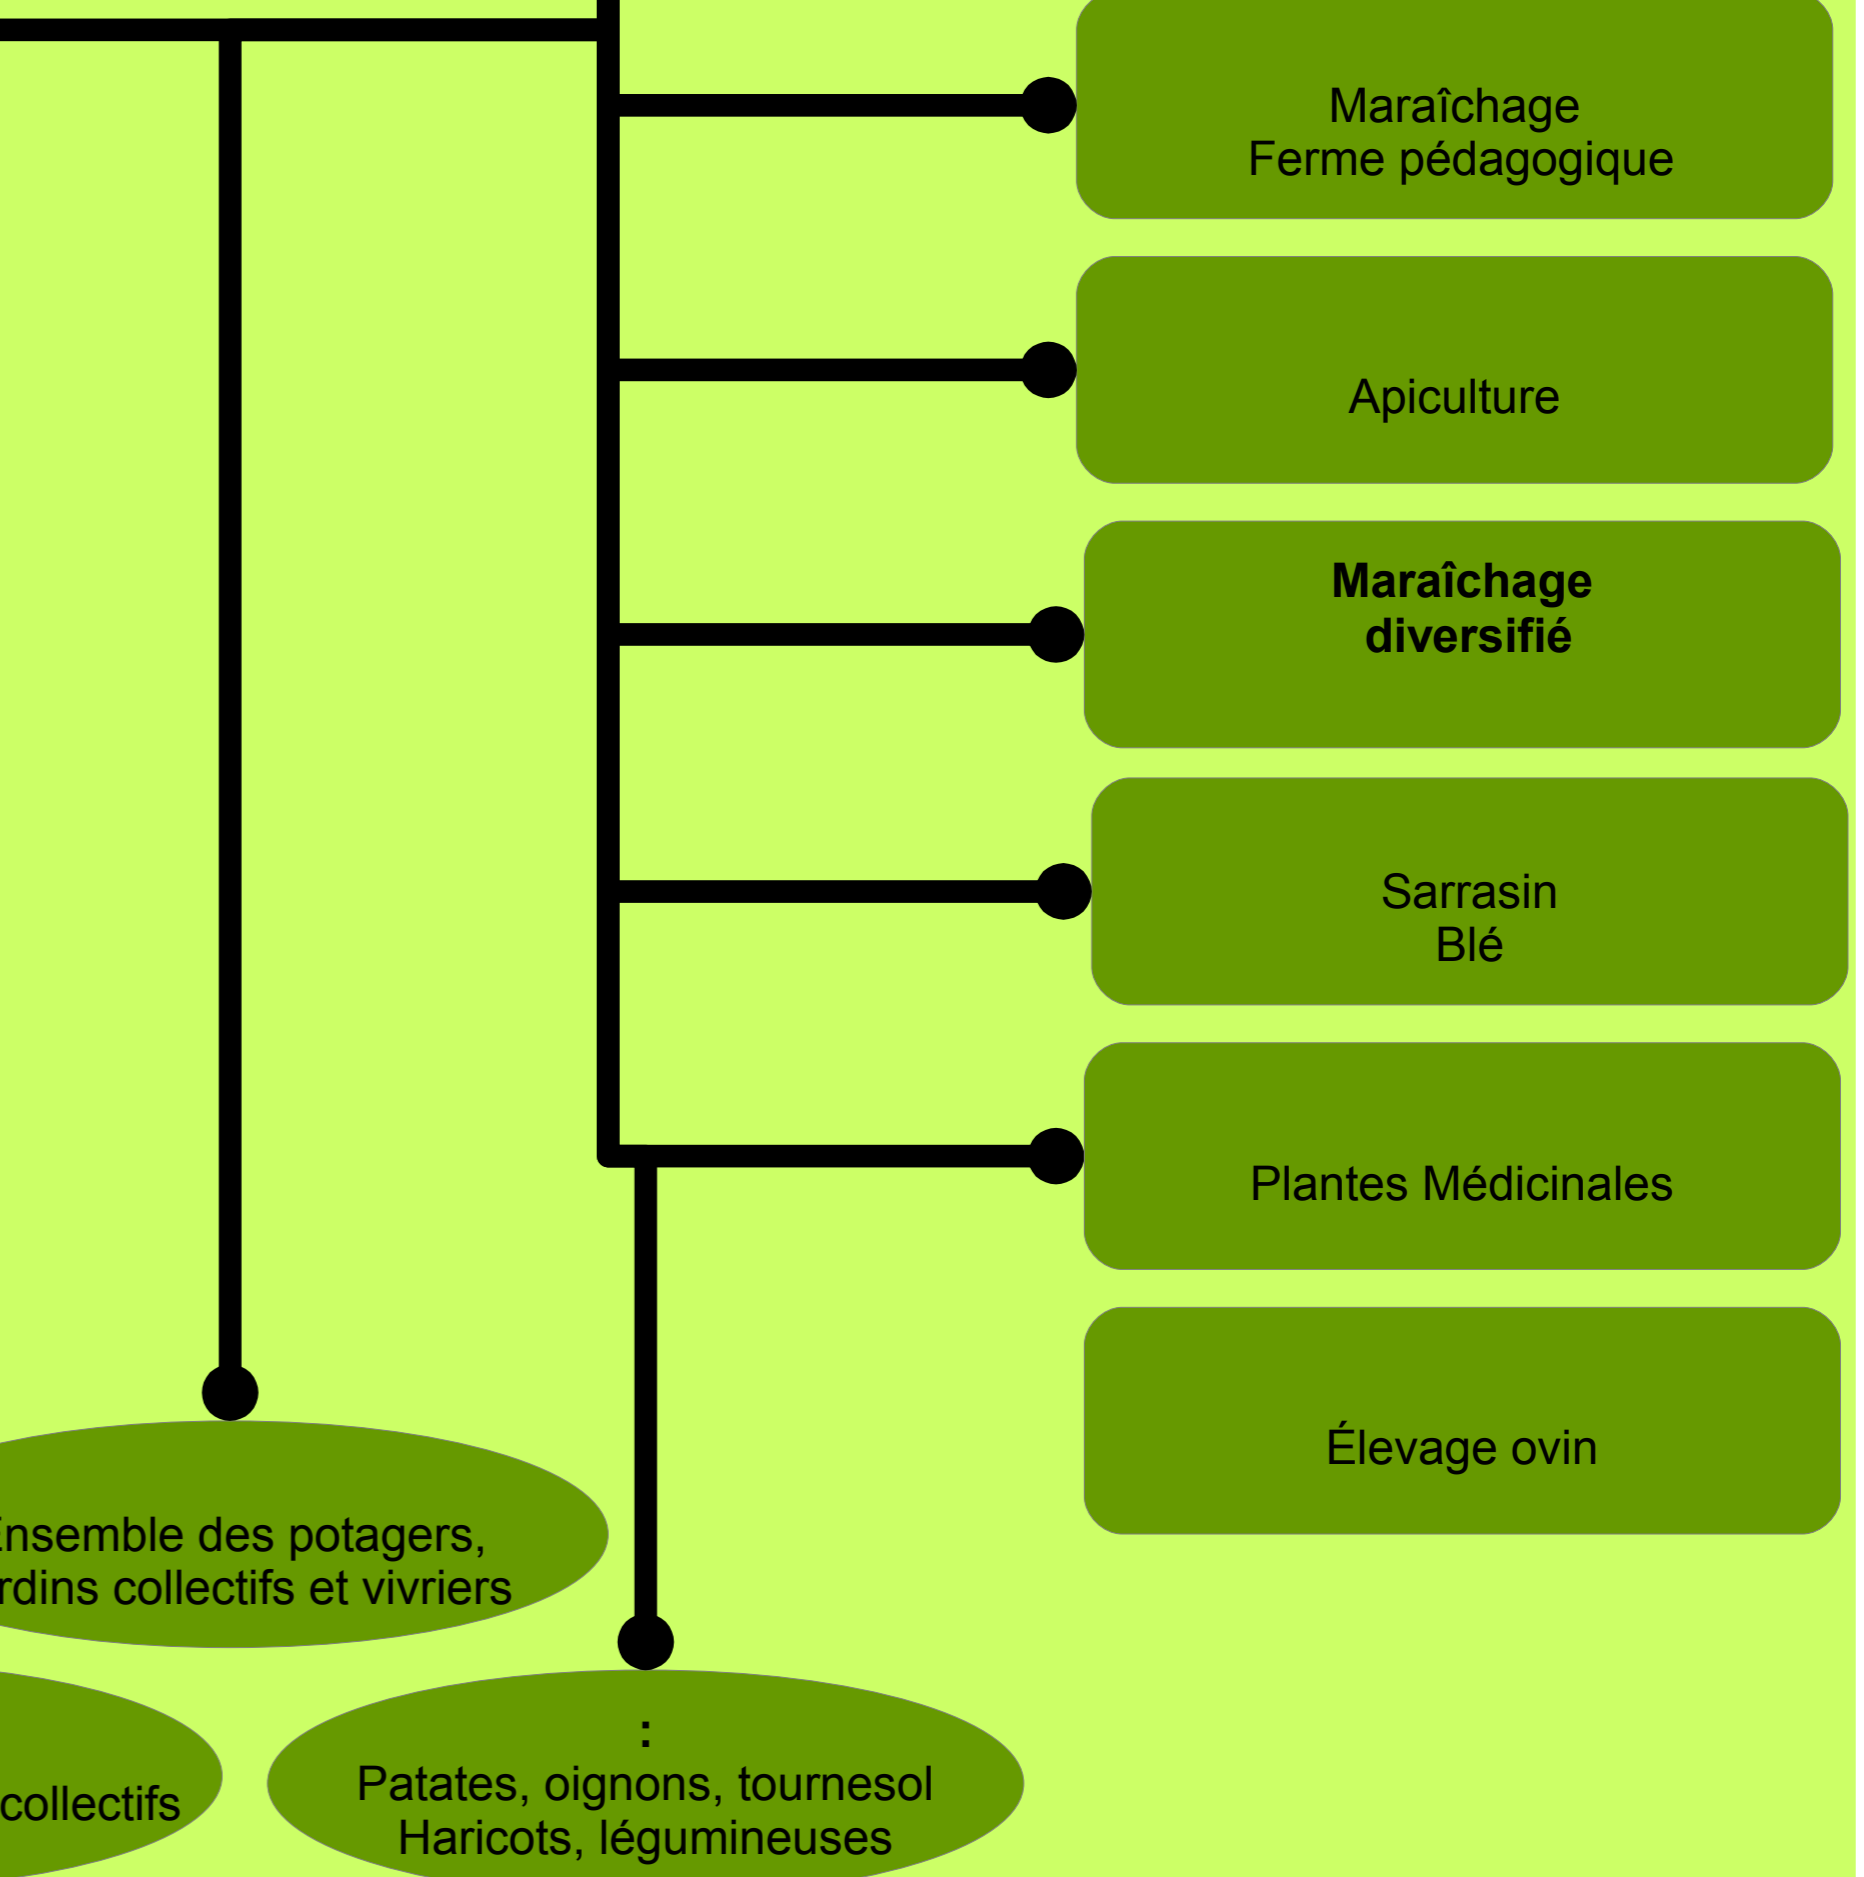 Maraîchage
Ferme pédagogique
Apiculture
Maraîchage
diversifié
Sarrasin
Blé
Plantes Médicinales
Élevage ovin
Ensemble des potagers,
rdins collectifs et vivriers
collectifs
:
Patates, oignons, tournesol
Haricots, légumineuses